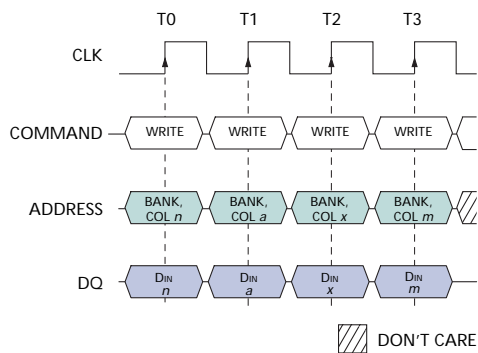 T0 T1 T2 T3
CLK
COMMAND WRITE WRITE WRITE WRITE
ADDRESS BANK, COL n BANK, COL a BANK, COL x BANK, COL m
DQ DIN n DIN a DIN x DIN m
DON'T CARE